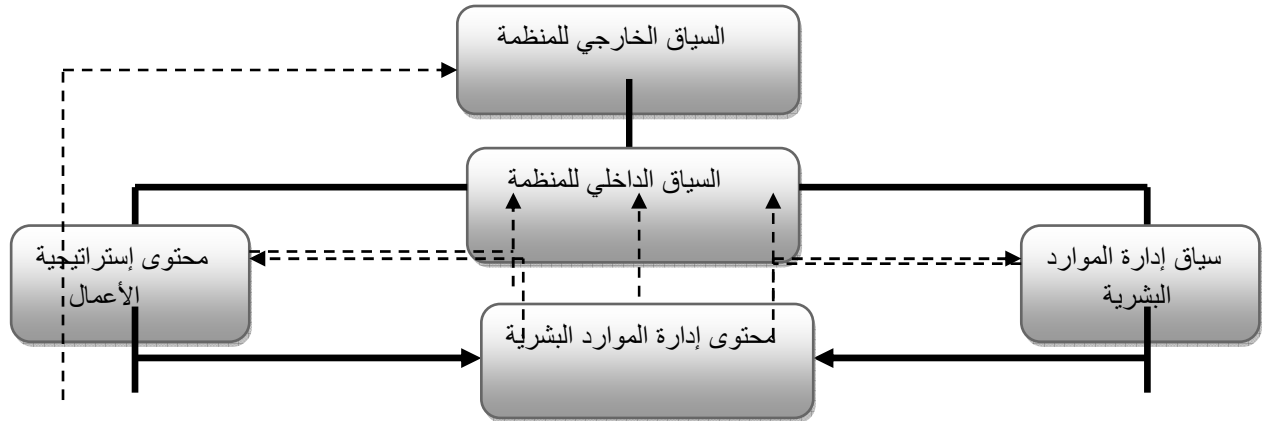 السياق الخارجي للمنظمة
السياق الداخلي للمنظمة
سياق إدارة الموارد
البشرية
محتوى إستراتيجية
الأعمال
محتوى إدارة الموارد البشرية